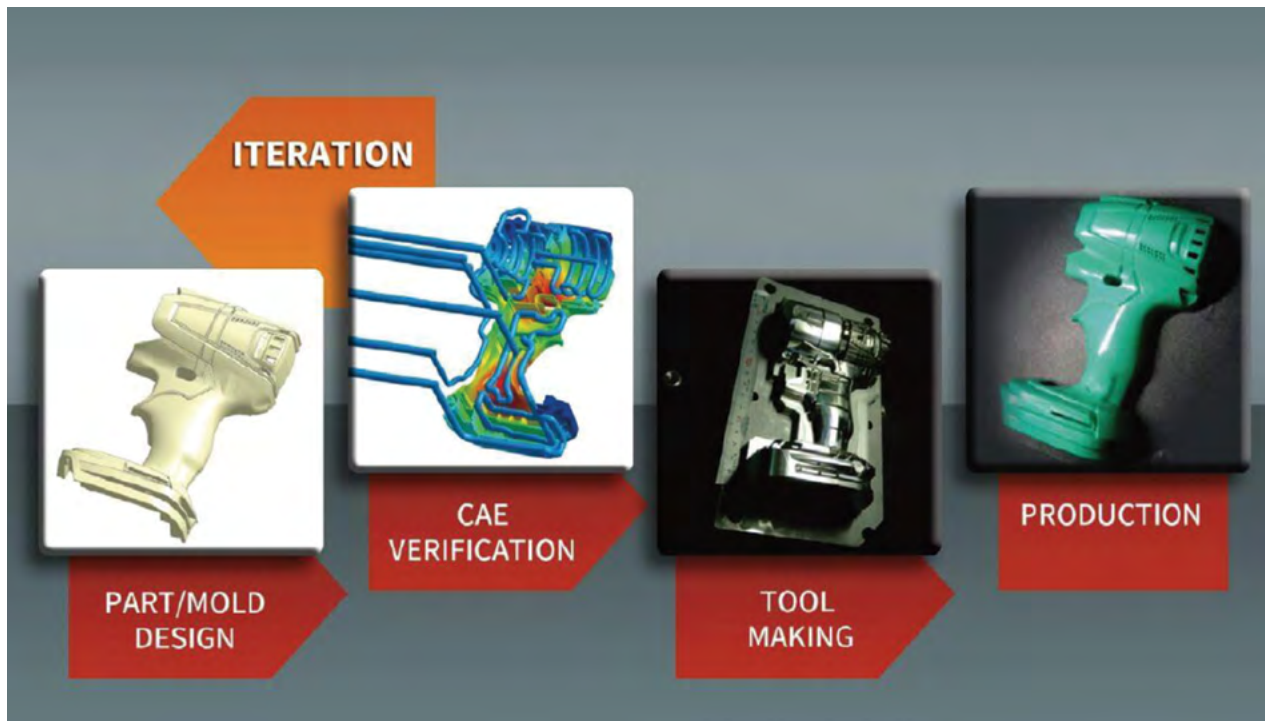 ITERATION
PART/MOLD
DESIGN
CAE
VERIFICATION
TOOL
MAKING
PRODUCTION